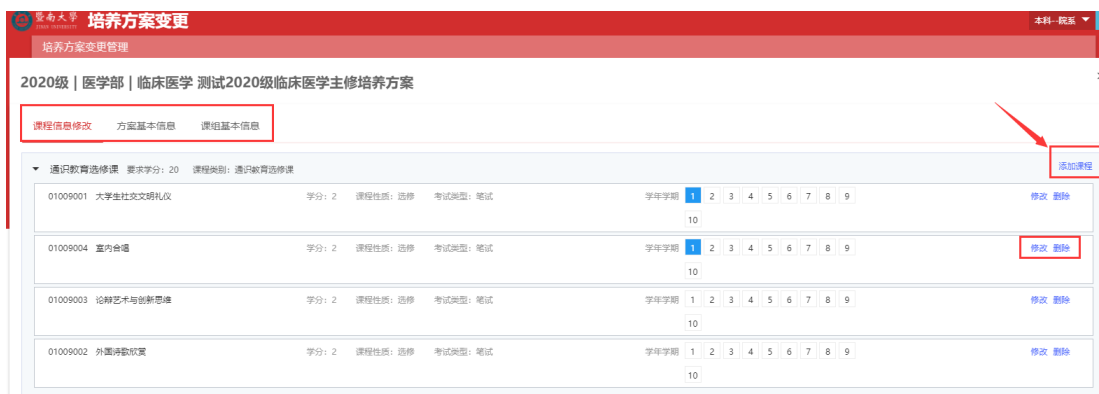 暨南大学 培养方案变更 本科--院系
培养方案变更管理
2020级 | 医学部 | 临床医学 测试2020级临床医学主修培养方案
课程信息修改 方案基本信息 课组基本信息
通识教育选修课 要求学分: 20 课程类别: 通识教育选修课 添加课程
01009001 大学生社交文明礼仪 学分: 2 课程性质: 选修 考试类型: 笔试 学年学期 1 2 3 4 5 6 7 8 9 修改 删除
10
01009004 室内合唱 学分: 2 课程性质: 选修 考试类型: 笔试 学年学期 1 2 3 4 5 6 7 8 9 修改 删除
10
01009003 论辩艺术与创新思维 学分: 2 课程性质: 选修 考试类型: 笔试 学年学期 1 2 3 4 5 6 7 8 9 修改 删除
10
01009002 外国诗歌欣赏 学分: 2 课程性质: 选修 考试类型: 笔试 学年学期 1 2 3 4 5 6 7 8 9 修改 删除
10